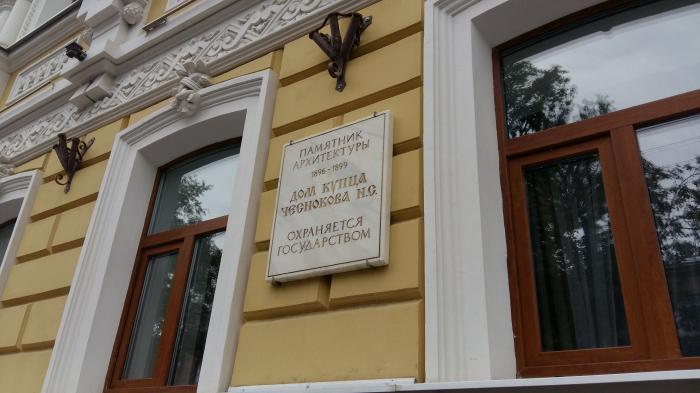 ПАМЯТНИК
АРХИТЕКТУРЫ
1896 - 1899
ДОМ КУПЦА
ЧЕСНОКОВА Н.С.
ОХРАНЯЕТСЯ
ГОСУДАРСТВОМ